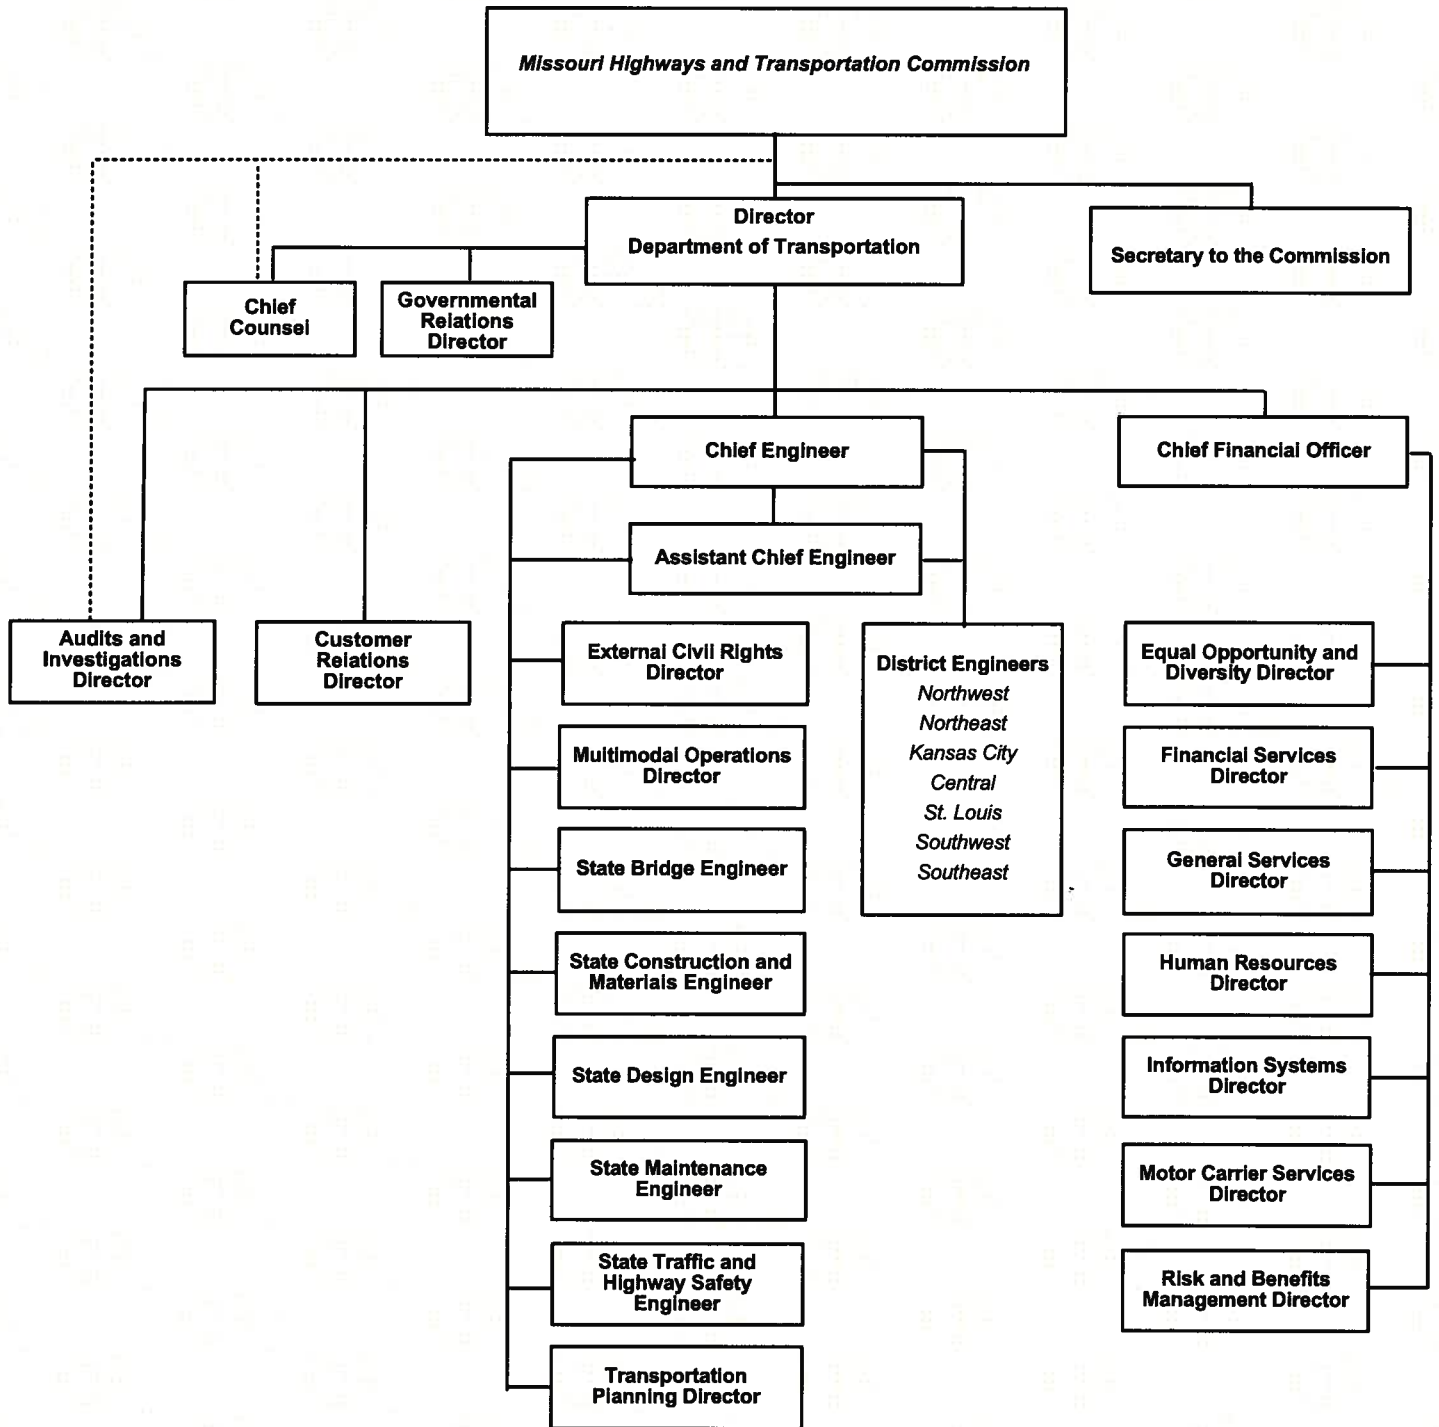 Missouri Highways and Transportation Commission
Director
Department of Transportation
Secretary to the Commission
Chief
Counsel
Governmental
Relations
Director
Chief Engineer
Chief Financial Officer
Assistant Chief Engineer
Audits and
Investigations
Director
Customer
Relations
Director
External Civil Rights
Director
Multimodal Operations
Director
State Bridge Engineer
State Construction and
Materials Engineer
State Design Engineer
State Maintenance
Engineer
State Traffic and
Highway Safety
Engineer
Transportation
Planning Director
District Engineers
Northwest
Northeast
Kansas City
Central
St. Louis
Southwest
Southeast
Equal Opportunity and
Diversity Director
Financial Services
Director
General Services
Director
Human Resources
Director
Information Systems
Director
Motor Carrier Services
Director
Risk and Benefits
Management Director